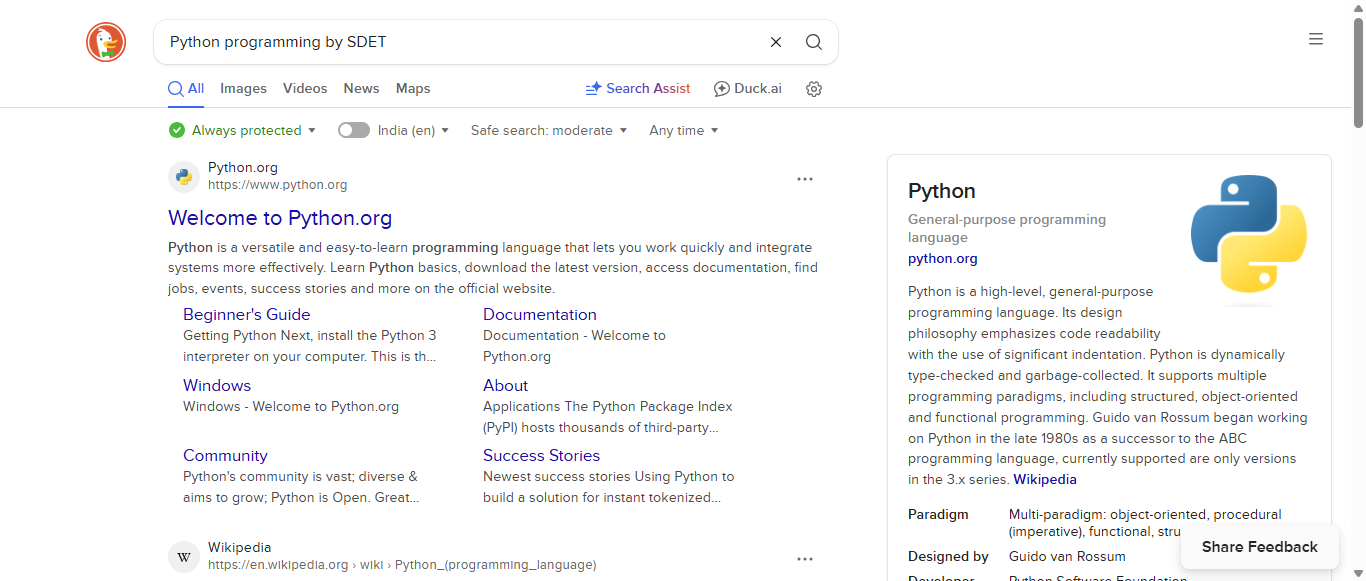 Python programming by SDET
All
Images
Videos
News
Maps
Search Assist
Duck.ai
Always protected
India (en)
Safe search: moderate
Any time
Python.org
https://www.python.org
Welcome to Python.org
Python is a versatile and easy-to-learn programming language that lets you work quickly and integrate
systems more effectively. Learn Python basics, download the latest version, access documentation, find
jobs, events, success stories and more on the official website.
Beginner's Guide
Getting Python Next, install the Python 3
interpreter on your computer. This is th...
Documentation
Documentation - Welcome to
Python.org
Windows
Windows - Welcome to Python.org
About
Applications The Python Package Index
(PyPI) hosts thousands of third-party...
Community
Python's community is vast; diverse &
aims to grow; Python is Open. Great...
Success Stories
Newest success stories Using Python to
build a solution for instant tokenized...
W
Wikipedia
https://en.wikipedia.org › wiki › Python_(programming_language)
Python
General-purpose programming
language
python.org
Python is a high-level, general-purpose
programming language. Its design
philosophy emphasizes code readability
with the use of significant indentation. Python is dynamically
type-checked and garbage-collected. It supports multiple
programming paradigms, including structured, object-oriented
and functional programming. Guido van Rossum began working
on Python in the late 1980s as a successor to the ABC
programming language, currently supported are only versions
in the 3.x series. Wikipedia
Paradigm
Multi-paradigm: object-oriented, procedural
(imperative), functional, stru
Designed by
Guido van Rossum
Developer
Python Software Foundation
Share Feedback